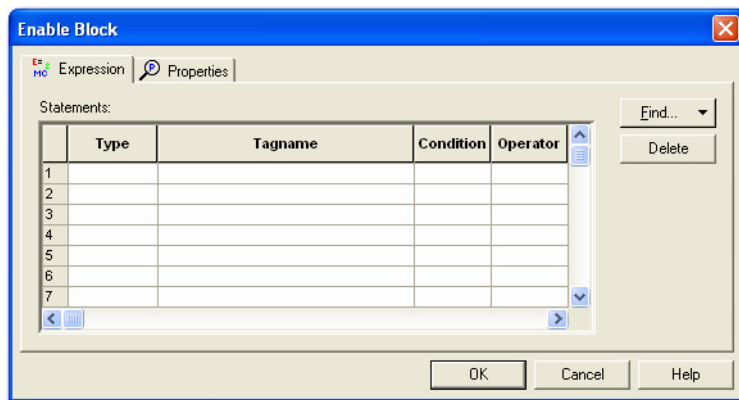 Enable Block
Expression
Properties
Statements:
Find...
Type Tagname Condition Operator
Delete
1
2
3
4
5
6
7
OK Cancel Help